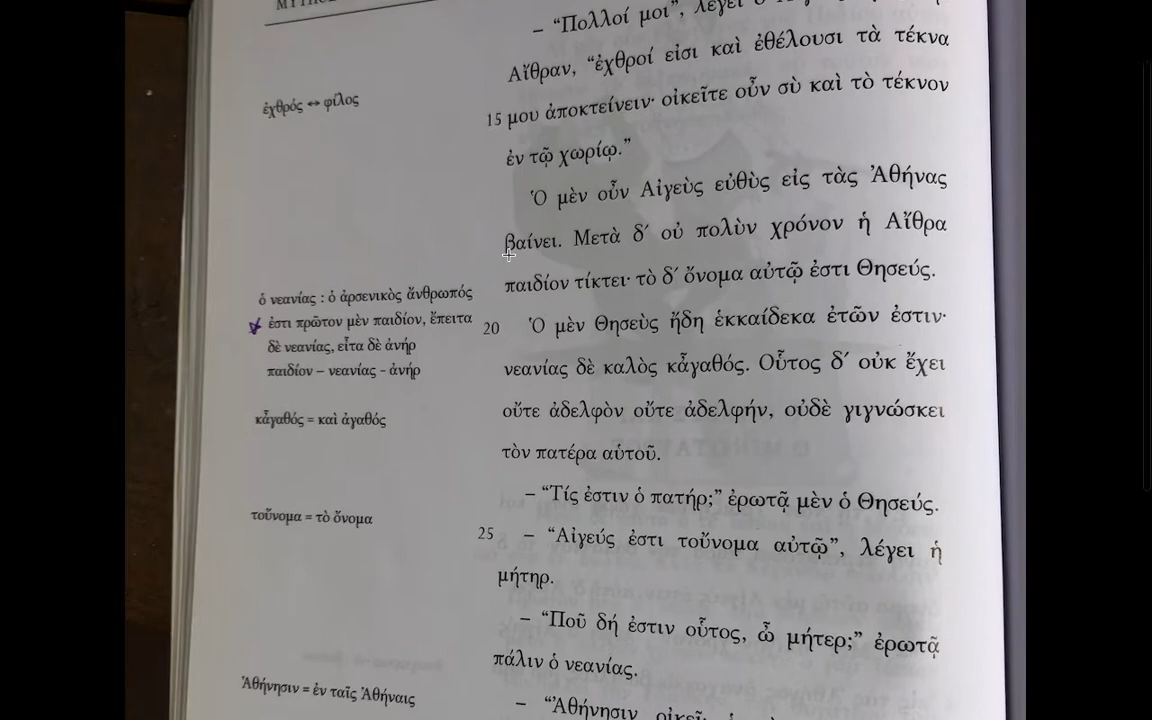 – “Πολλοί μοι”, λέγει ὁ
ἐχθρός ↔ φίλος
Αἴθραν, “ἐχθροί εἰσι καὶ ἐθέλουσι τὰ τέκνα
15 μου ἀποκτείνειν· οἰκεῖτε οὖν σὺ καὶ τὸ τέκνον
ἐν τῷ χωρίῳ.”
Ὁ μὲν οὖν Αἰγεὺς εὐθὺς εἰς τὰς Ἀθήνας
βαίνει. Μετὰ δ’ οὐ πολὺν χρόνον ἡ Αἴθρα
παιδίον τίκτει· τὸ δ’ ὄνομα αὐτῷ ἐστι Θησεύς.
ὁ νεανίας : ὁ ἀρσενικὸς ἄνθρωπός
ἐστι πρῶτον μὲν παιδίον, ἔπειτα
δὲ νεανίας, εἶτα δὲ ἀνήρ
παιδίον – νεανίας - ἀνήρ
20 Ὁ μὲν Θησεὺς ἤδη ἑκκαίδεκα ἐτῶν ἐστιν·
νεανίας δὲ καλὸς κἀγαθός. Οὗτος δ’ οὐκ ἔχει
οὔτε ἀδελφὸν οὔτε ἀδελφήν, οὐδὲ γιγνώσκει
τὸν πατέρα αὑτοῦ.
κἀγαθός = καὶ ἀγαθός
– “Τίς ἐστιν ὁ πατήρ;” ἐρωτᾷ μὲν ὁ Θησεύς.
τοὔνομα = τὸ ὄνομα
25 – “Αἰγεύς ἐστι τοὔνομα αὐτῷ”, λέγει ἡ
μήτηρ.
– “Ποῦ δή ἐστιν οὗτος, ὦ μήτερ;” ἐρωτᾷ
πάλιν ὁ νεανίας.
Ἀθήνησιν = ἐν ταῖς Ἀθήναις
– “Ἀθήνησιν οἰκεῖ